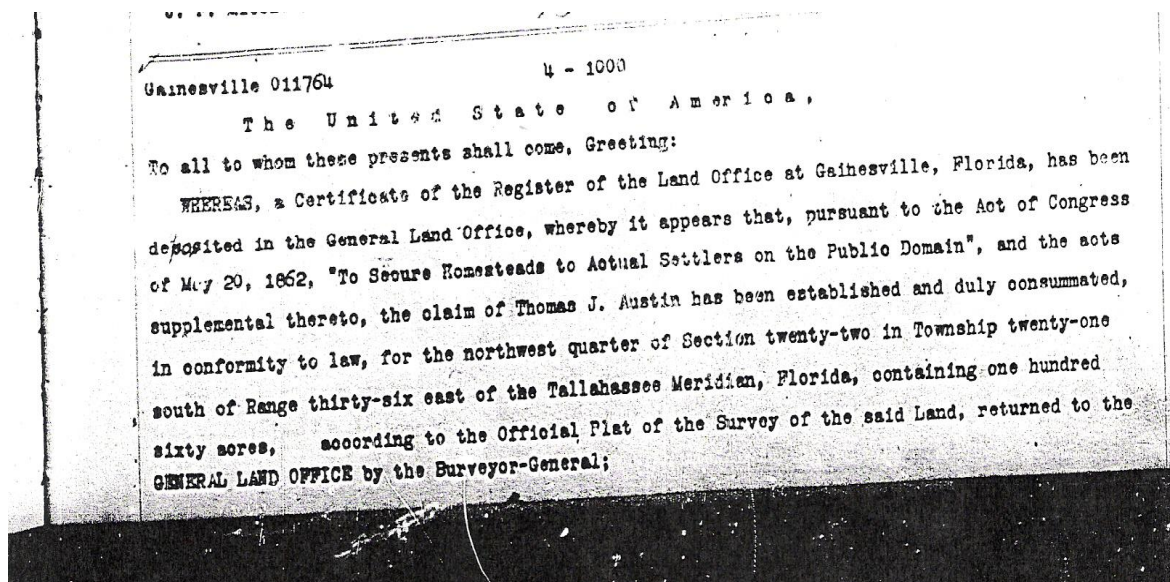 Gainesville 011764 4 - 1000
The United State of America,
To all to whom these presents shall come, Greeting:
WHEREAS, a Certificate of the Register of the Land Office at Gainesville, Florida, has been
deposited in the General Land Office, whereby it appears that, pursuant to the Act of Congress
of May 20, 1862, "To Secure Homesteads to Actual Settlers on the Public Domain", and the acts
supplemental thereto, the claim of Thomas J. Austin has been established and duly consummated,
in conformity to law, for the northwest quarter of Section twenty-two in Township twenty-one
south of Range thirty-six east of the Tallahassee Meridian, Florida, containing one hundred
sixty acres, according to the Official Plat of the Survey of the said Land, returned to the
GENERAL LAND OFFICE by the Surveyor-General;